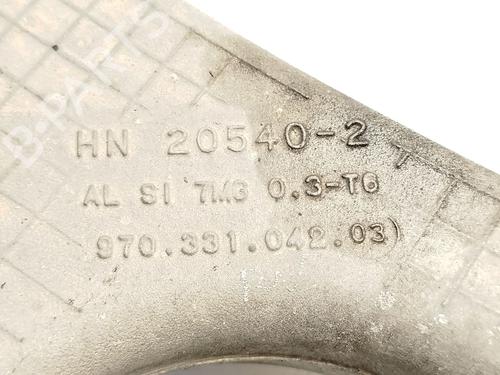 HN 20540-2
AL SI 7MG 0.3-T6
970.331.042.03)
B-PARTS